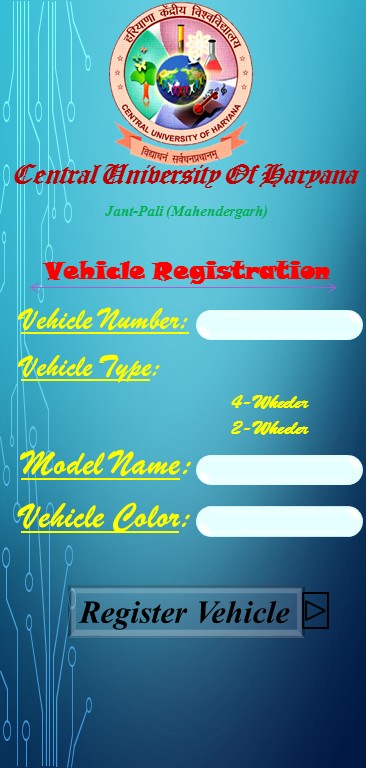 हरियाणा केंद्रीय विश्वविद्यालय
CENTRAL UNIVERSITY OF HARYANA
विद्याधनं सर्वधनप्रधानम्
Central University Of Haryana
Jant-Pali (Mahendergarh)
Vehicle Registration
Vehicle Number:
Vehicle Type:
4-Wheeler
2-Wheeler
Model Name:
Vehicle Color:
Register Vehicle